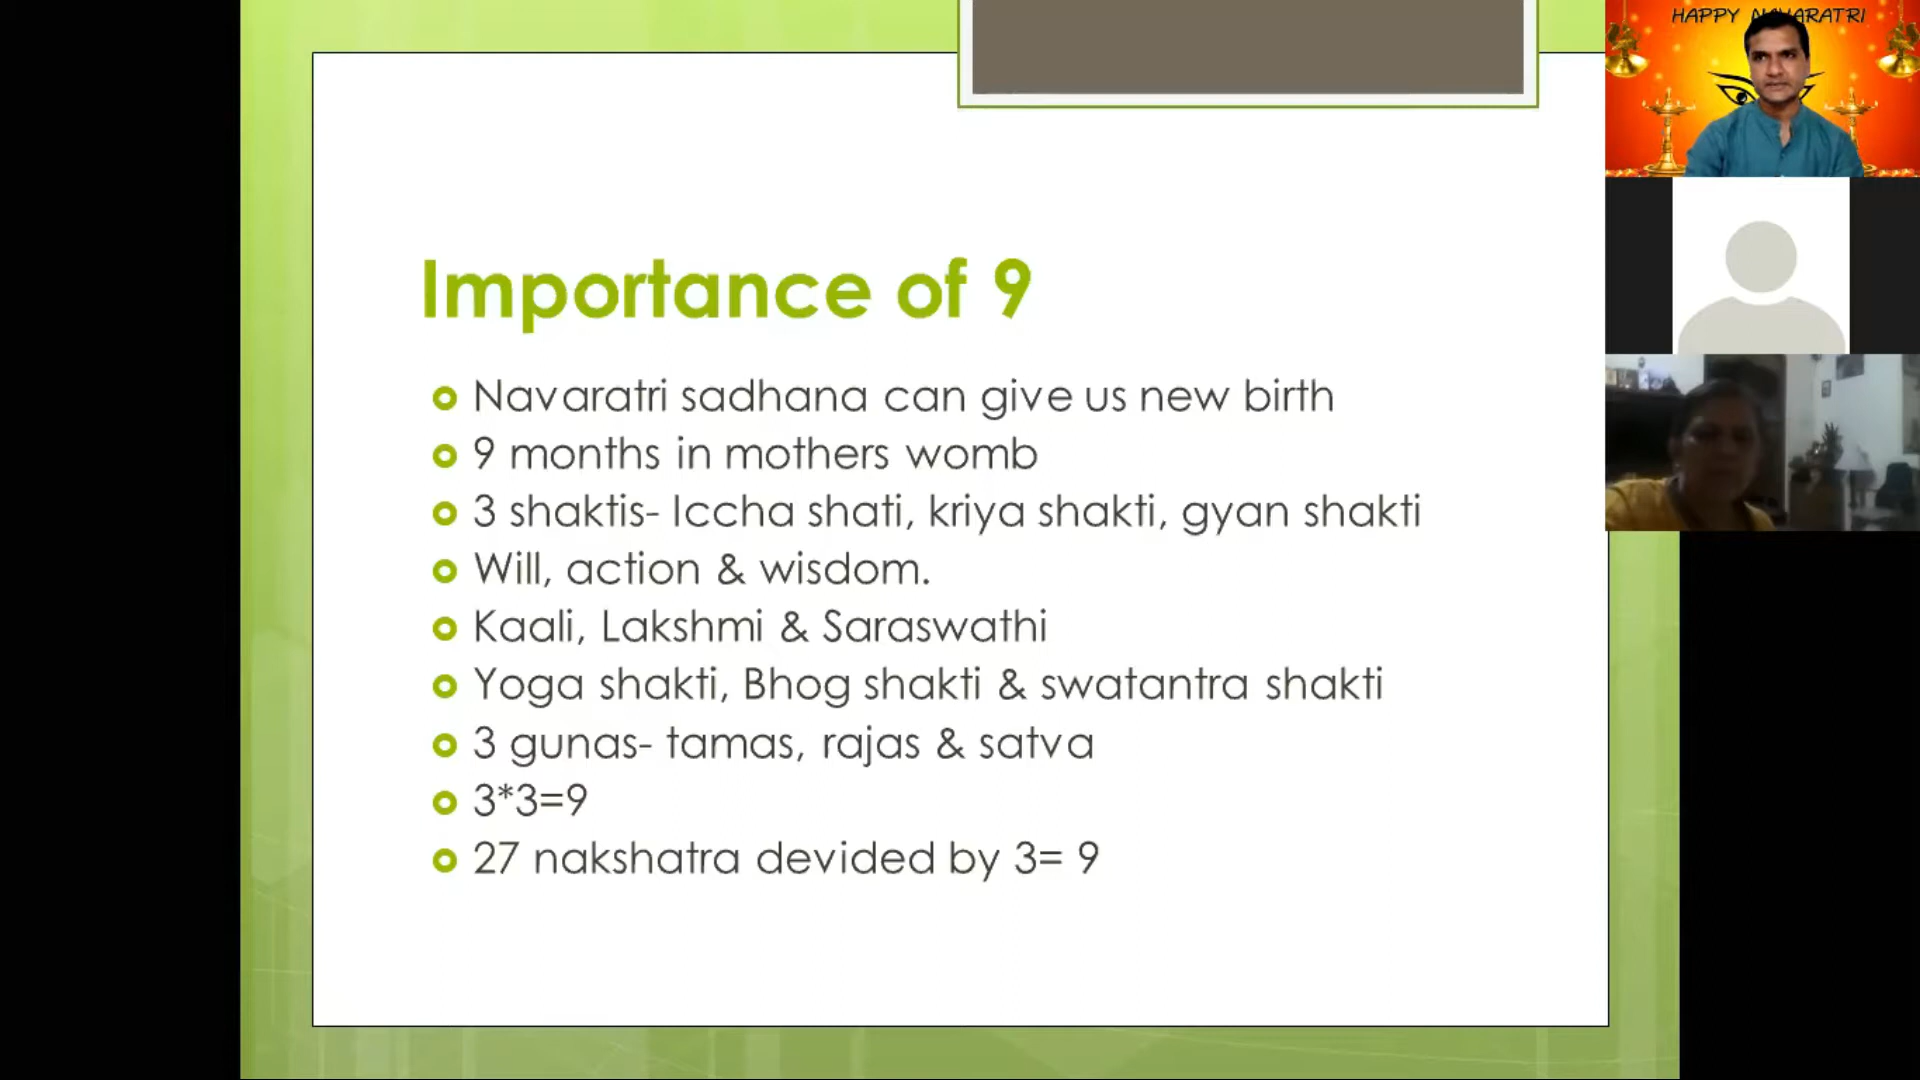 HAPPY NAVARATRI
Importance of 9
Navaratri sadhana can give us new birth
9 months in mothers womb
3 shaktis- Iccha shati, kriya shakti, gyan shakti
Will, action & wisdom.
Kaali, Lakshmi & Saraswathi
Yoga shakti, Bhog shakti & swatantra shakti
3 gunas- tamas, rajas & satva
3*3=9
27 nakshatra devided by 3= 9